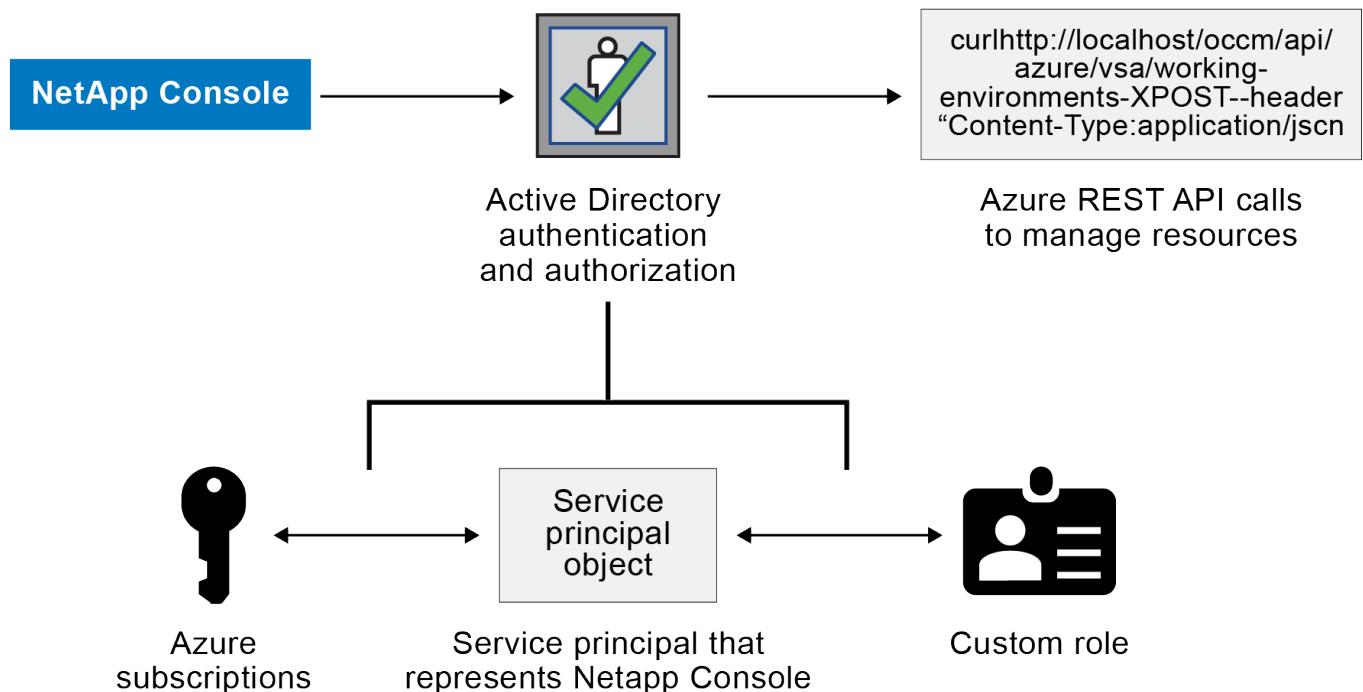 NetApp Console
curlhttp://localhost/occm/api/
azure/vsa/working-
environments-XPOST--header
“Content-Type:application/jscn
Active Directory
authentication
and authorization
Azure REST API calls
to manage resources
Service
principal
object
Azure
subscriptions
Service principal that
represents Netapp Console
Custom role